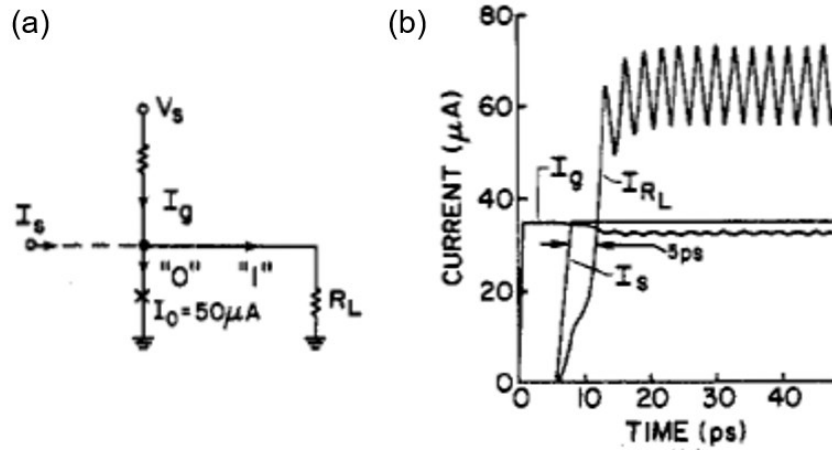 (a)
V_s
I_g
I_s
"0"
"1"
I_0 = 50μA
R_L
(b)
CURRENT (μA)
80
60
40
20
0
I_g
I_RL
5ps
I_s
0
10
20
30
40
TIME (ps)